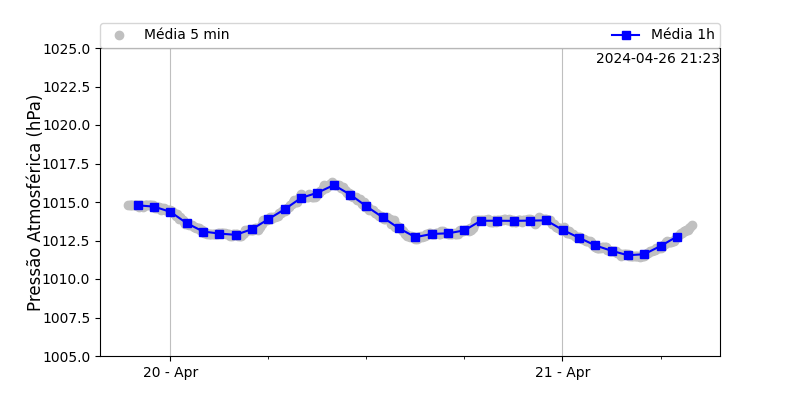 Média 5 min
Média 1h
2024-04-26 21:23
Pressão Atmosférica (hPa)
1025.0
1022.5
1020.0
1017.5
1015.0
1012.5
1010.0
1007.5
1005.0
20 - Apr
21 - Apr